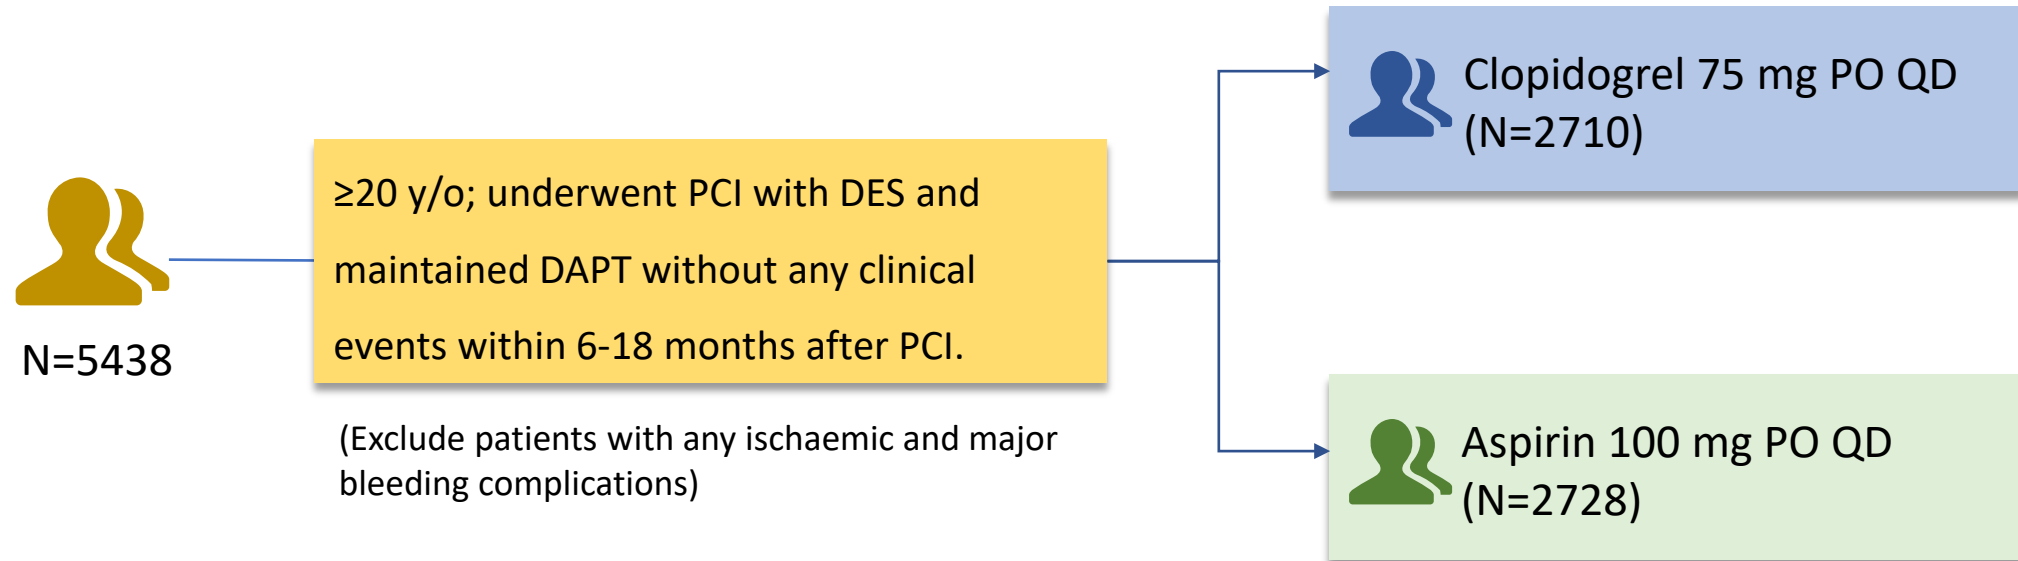 N=5438
≥20 y/o; underwent PCI with DES and
maintained DAPT without any clinical
events within 6-18 months after PCI.
(Exclude patients with any ischaemic and major
bleeding complications)
Clopidogrel 75 mg PO QD
(N=2710)
Aspirin 100 mg PO QD
(N=2728)